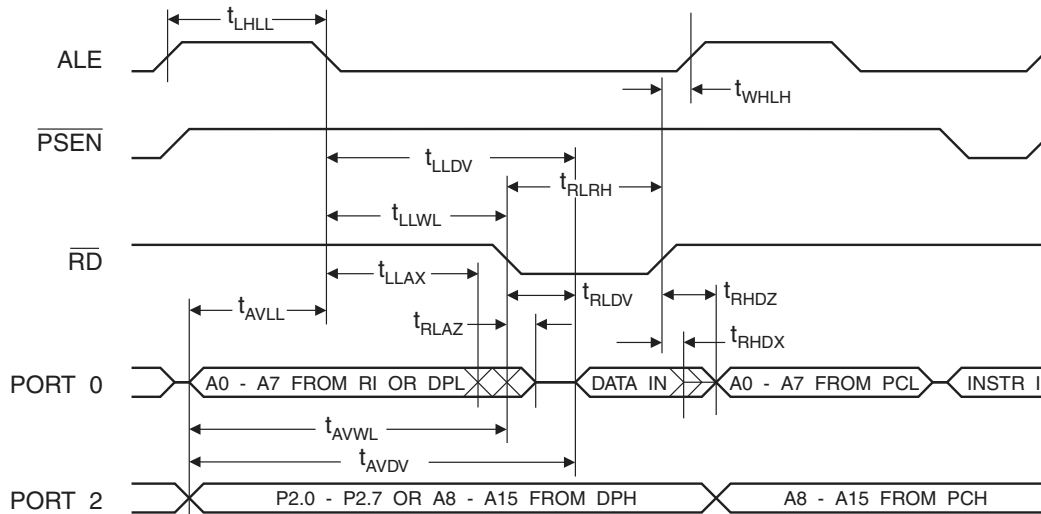 tLHLL
ALE
tWHLH
PSEN
tLLDV
tRLRH
tLLWL
RD
tLLAX
tRLDV
tRHDZ
tAVLL
tRLAZ
tRHDX
PORT 0
A0 - A7 FROM RI OR DPL
DATA IN
A0 - A7 FROM PCL
INSTR I
tAVWL
tAVDV
PORT 2
P2.0 - P2.7 OR A8 - A15 FROM DPH
A8 - A15 FROM PCH